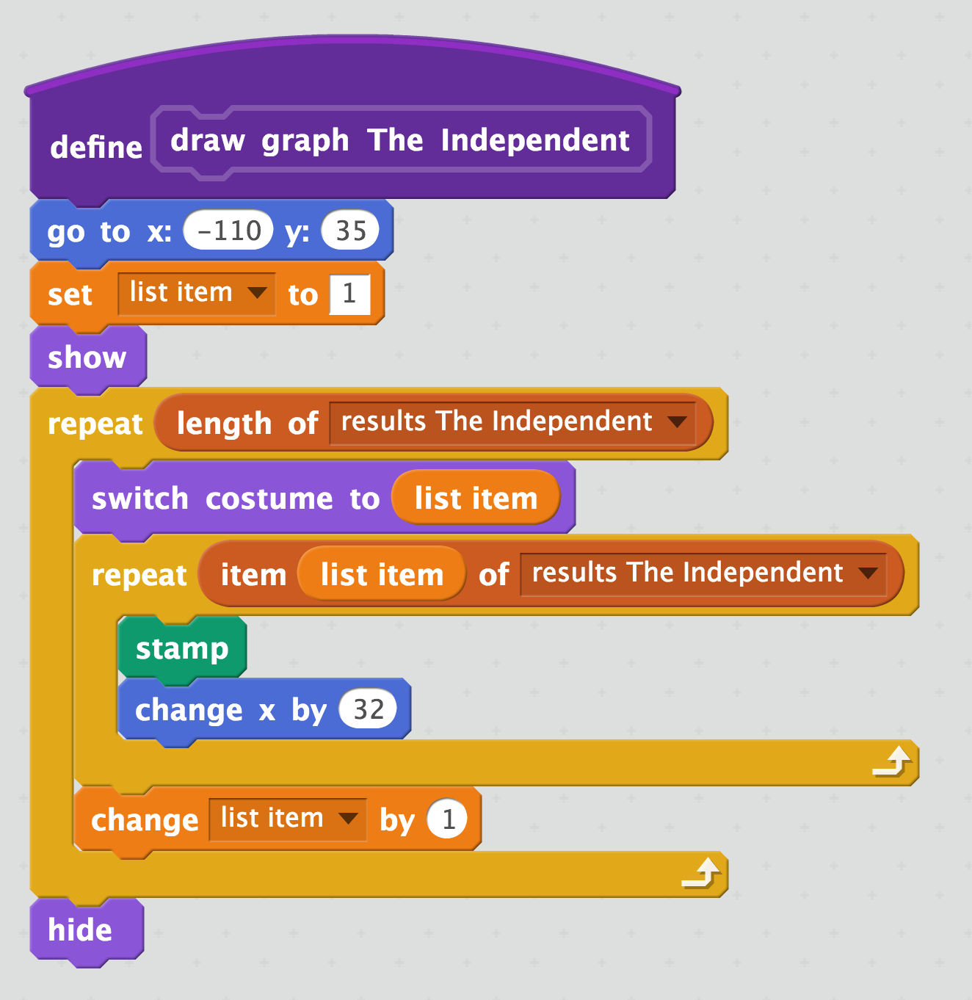 define draw graph The Independent
go to x: -110 y: 35
set list item to 1
show
repeat length of results The Independent
switch costume to list item
repeat item list item of results The Independent
stamp
change x by 32
change list item by 1
hide